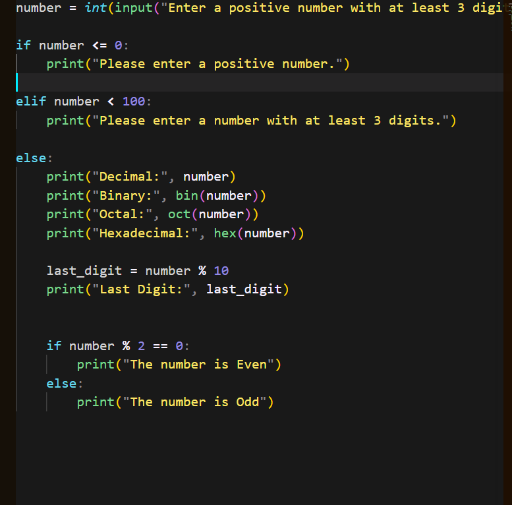 number = int(input("Enter a positive number with at least 3 digi
if number <= 0:
    print("Please enter a positive number.")
elif number < 100:
    print("Please enter a number with at least 3 digits.")
else:
    print("Decimal:", number)
    print("Binary:", bin(number))
    print("Octal:", oct(number))
    print("Hexadecimal:", hex(number))
    last_digit = number % 10
    print("Last Digit:", last_digit)
    if number % 2 == 0:
        print("The number is Even")
    else:
        print("The number is Odd")